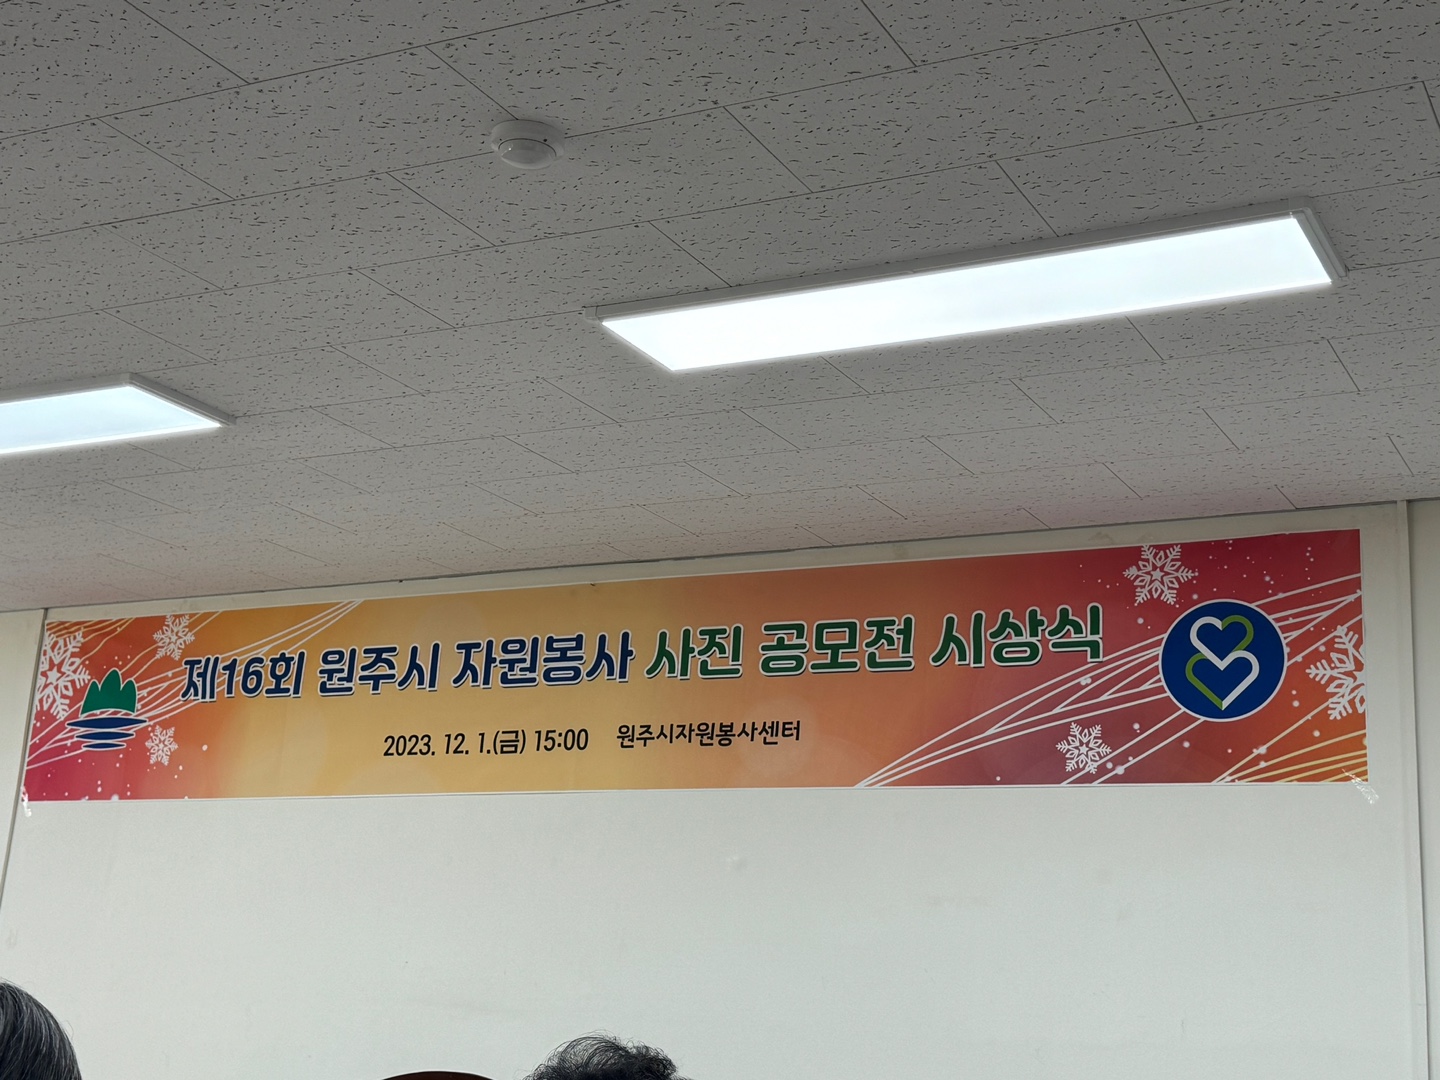 제16회 원주시 자원봉사 사진 공모전 시상식
2023. 12. 1.(금) 15:00 원주시자원봉사센터